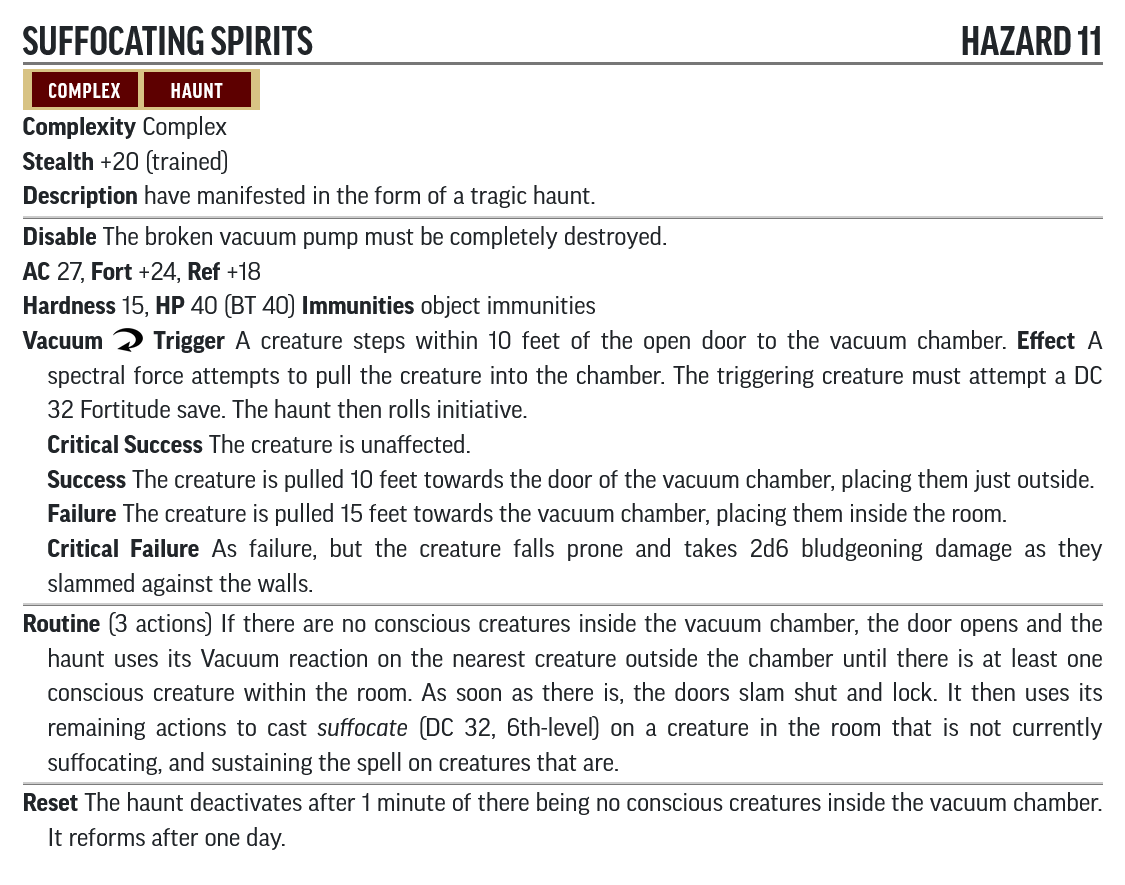 SUFFOCATING SPIRITS HAZARD 11
COMPLEX HAUNT
Complexity Complex
Stealth +20 (trained)
Description have manifested in the form of a tragic haunt.
Disable The broken vacuum pump must be completely destroyed.
AC 27, Fort +24, Ref +18
Hardness 15, HP 40 (BT 40) Immunities object immunities
Vacuum Trigger A creature steps within 10 feet of the open door to the vacuum chamber. Effect A
spectral force attempts to pull the creature into the chamber. The triggering creature must attempt a DC
32 Fortitude save. The haunt then rolls initiative.
Critical Success The creature is unaffected.
Success The creature is pulled 10 feet towards the door of the vacuum chamber, placing them just outside.
Failure The creature is pulled 15 feet towards the vacuum chamber, placing them inside the room.
Critical Failure As failure, but the creature falls prone and takes 2d6 bludgeoning damage as they
slammed against the walls.
Routine (3 actions) If there are no conscious creatures inside the vacuum chamber, the door opens and the
haunt uses its Vacuum reaction on the nearest creature outside the chamber until there is at least one
conscious creature within the room. As soon as there is, the doors slam shut and lock. It then uses its
remaining actions to cast suffocate (DC 32, 6th-level) on a creature in the room that is not currently
suffocating, and sustaining the spell on creatures that are.
Reset The haunt deactivates after 1 minute of there being no conscious creatures inside the vacuum chamber.
It reforms after one day.